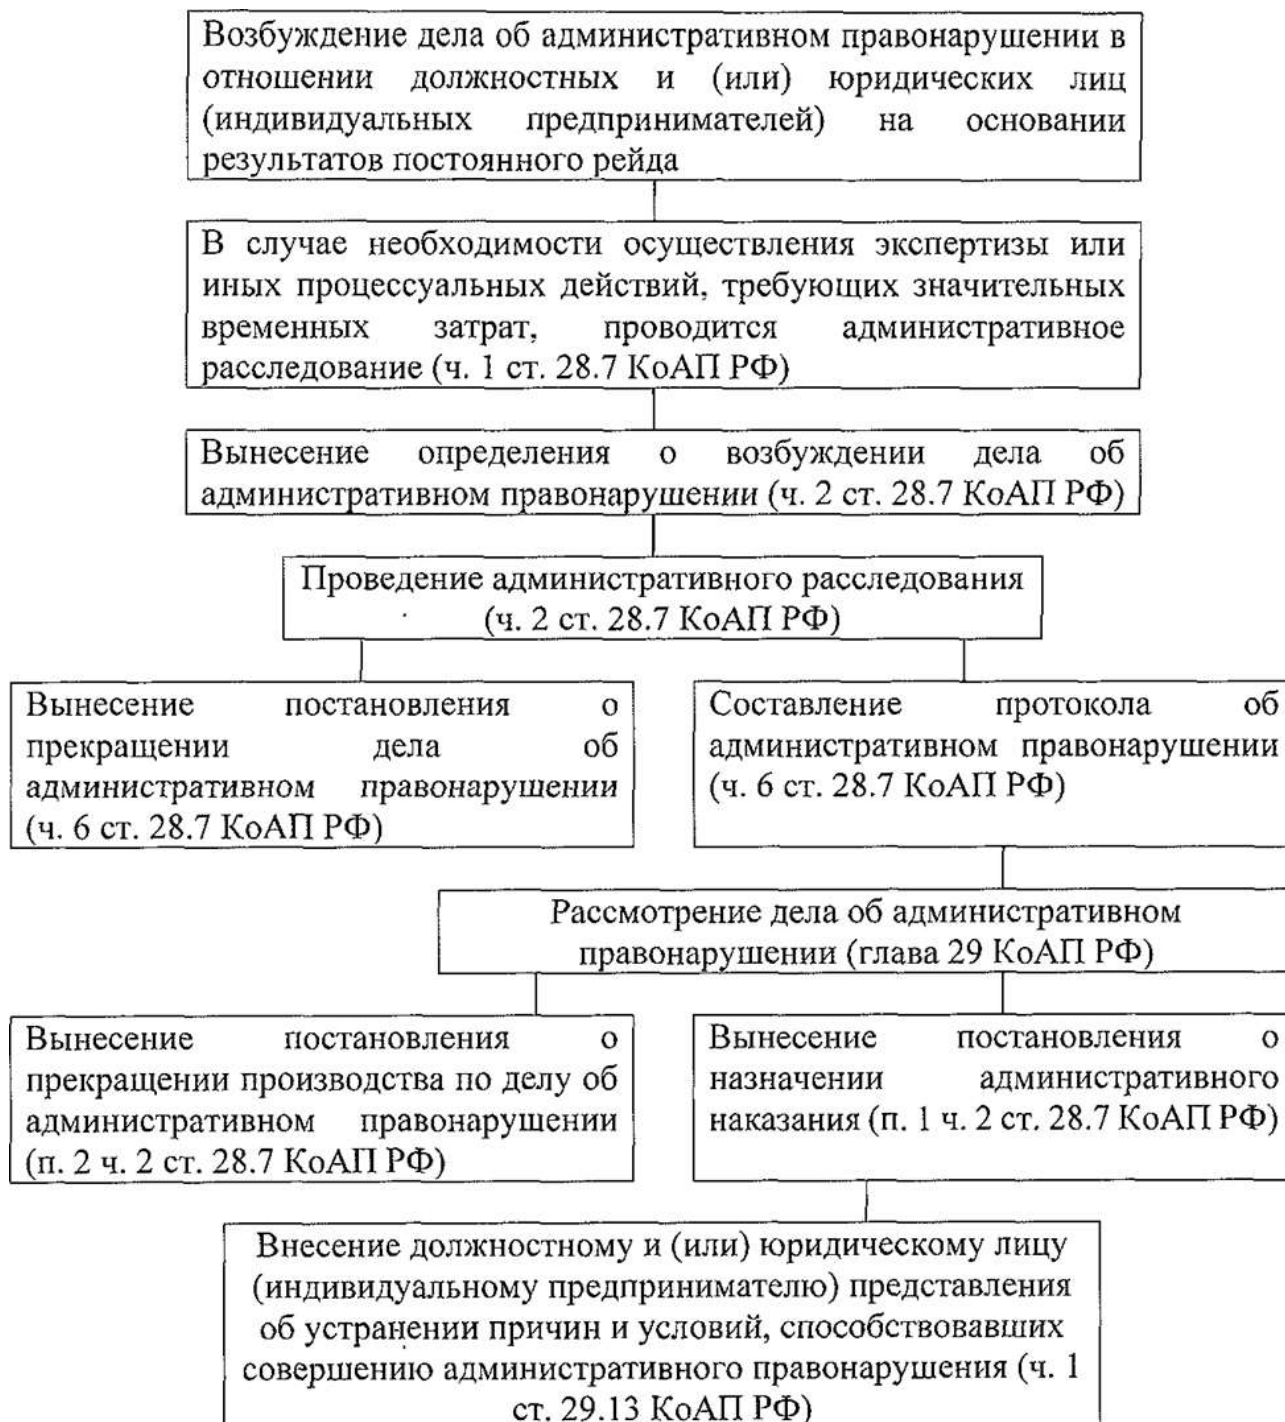 Возбуждение дела об административном правонарушении в
отношении должностных и (или) юридических лиц
(индивидуальных предпринимателей) на основании
результатов постоянного рейда
В случае необходимости осуществления экспертизы или
иных процессуальных действий, требующих значительных
временных затрат, проводится административное
расследование (ч. 1 ст. 28.7 КоАП РФ)
Вынесение определения о возбуждении дела об
административном правонарушении (ч. 2 ст. 28.7 КоАП РФ)
Проведение административного расследования
(ч. 2 ст. 28.7 КоАП РФ)
Вынесение постановления о
прекращении дела об
административном правонарушении
(ч. 6 ст. 28.7 КоАП РФ)
Составление протокола об
административном правонарушении
(ч. 6 ст. 28.7 КоАП РФ)
Рассмотрение дела об административном
правонарушении (глава 29 КоАП РФ)
Вынесение постановления о
прекращении производства по делу об
административном правонарушении
(п. 2 ч. 2 ст. 28.7 КоАП РФ)
Вынесение постановления о
назначении административного
наказания (п. 1 ч. 2 ст. 28.7 КоАП РФ)
Внесение должностному и (или) юридическому лицу
(индивидуальному предпринимателю) представления
об устранении причин и условий, способствовавших
совершению административного правонарушения (ч. 1
ст. 29.13 КоАП РФ)